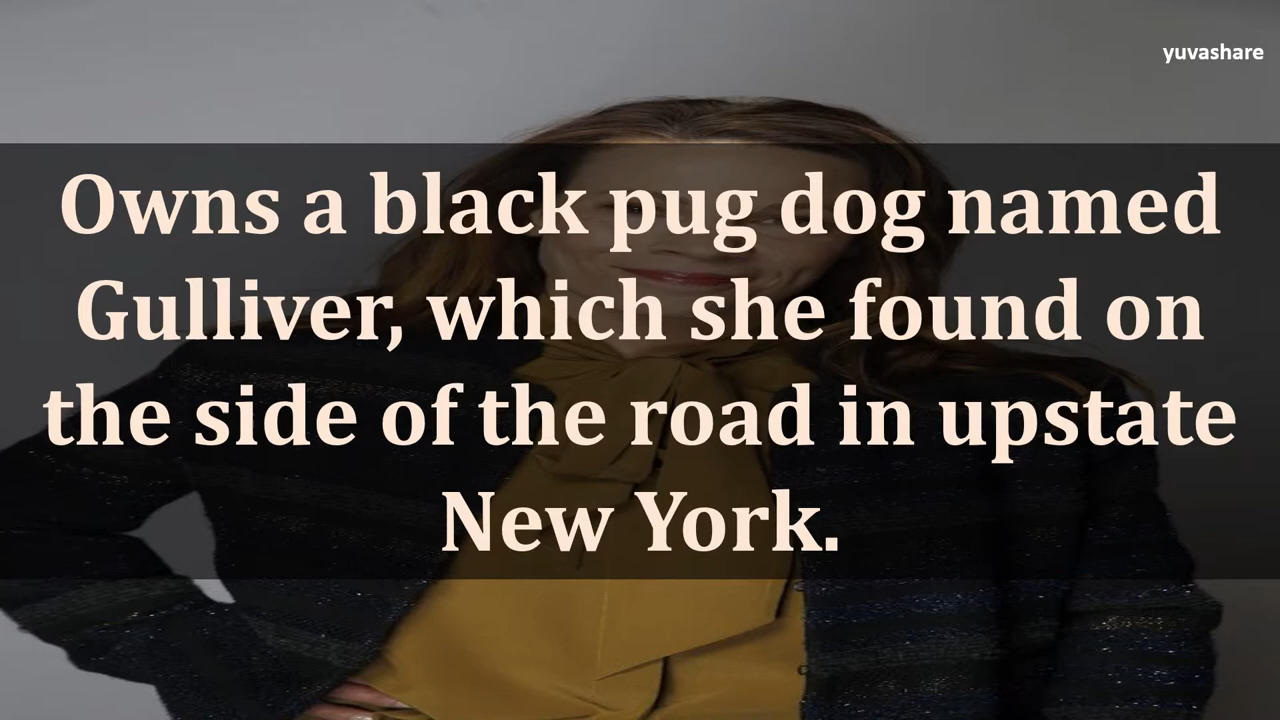 yuvashare
Owns a black pug dog named
Gulliver, which she found on
the side of the road in upstate
New York.